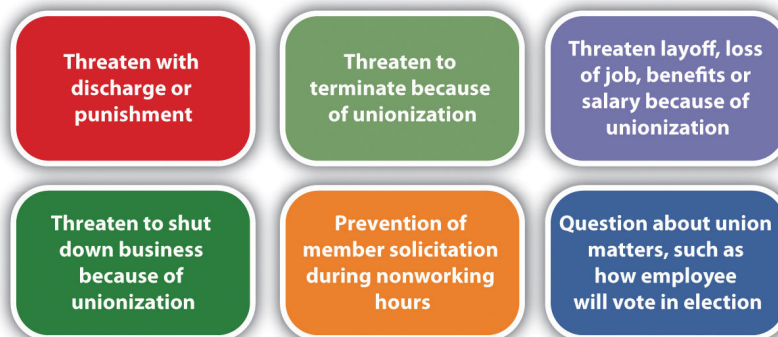 Threaten with
discharge or
punishment
Threaten to
terminate because
of unionization
Threaten layoff, loss
of job, benefits or
salary because of
unionization
Threaten to shut
down business
because of
unionization
Prevention of
member solicitation
during nonworking
hours
Question about union
matters, such as
how employee
will vote in election